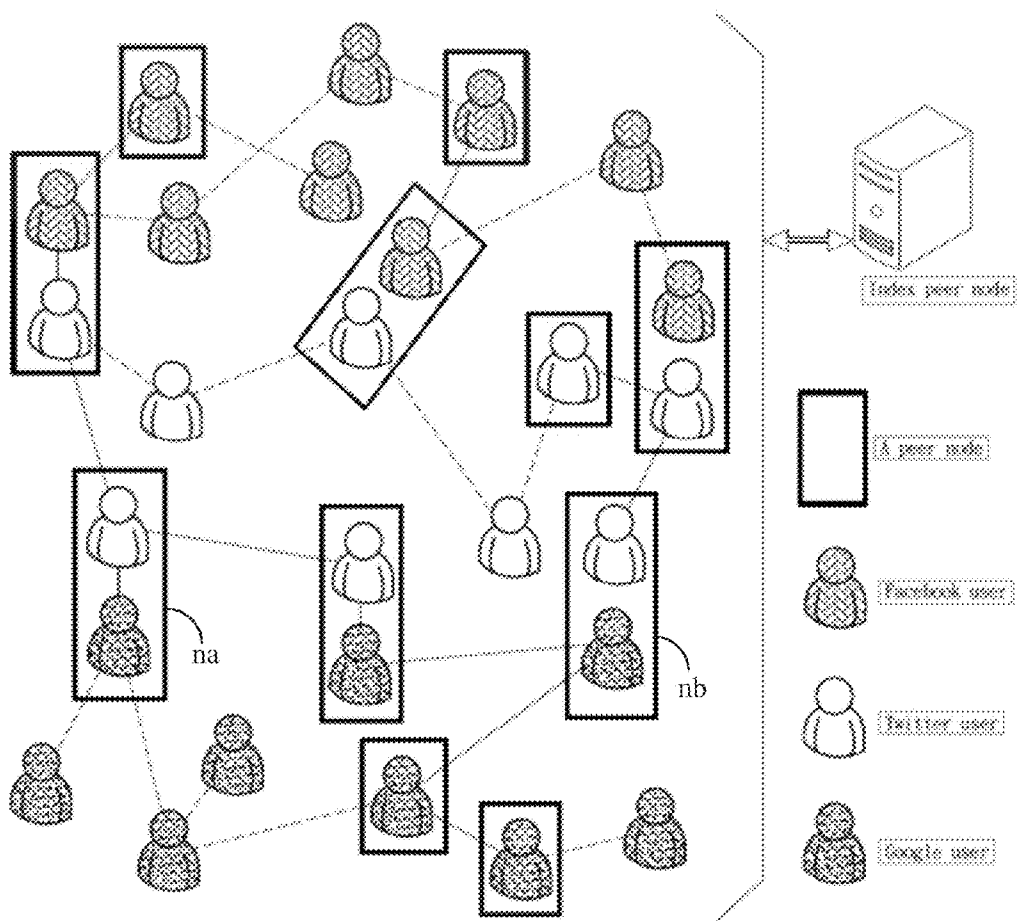 Index peer node
A peer node
Facebook user
na
nb
Twitter user
Google user